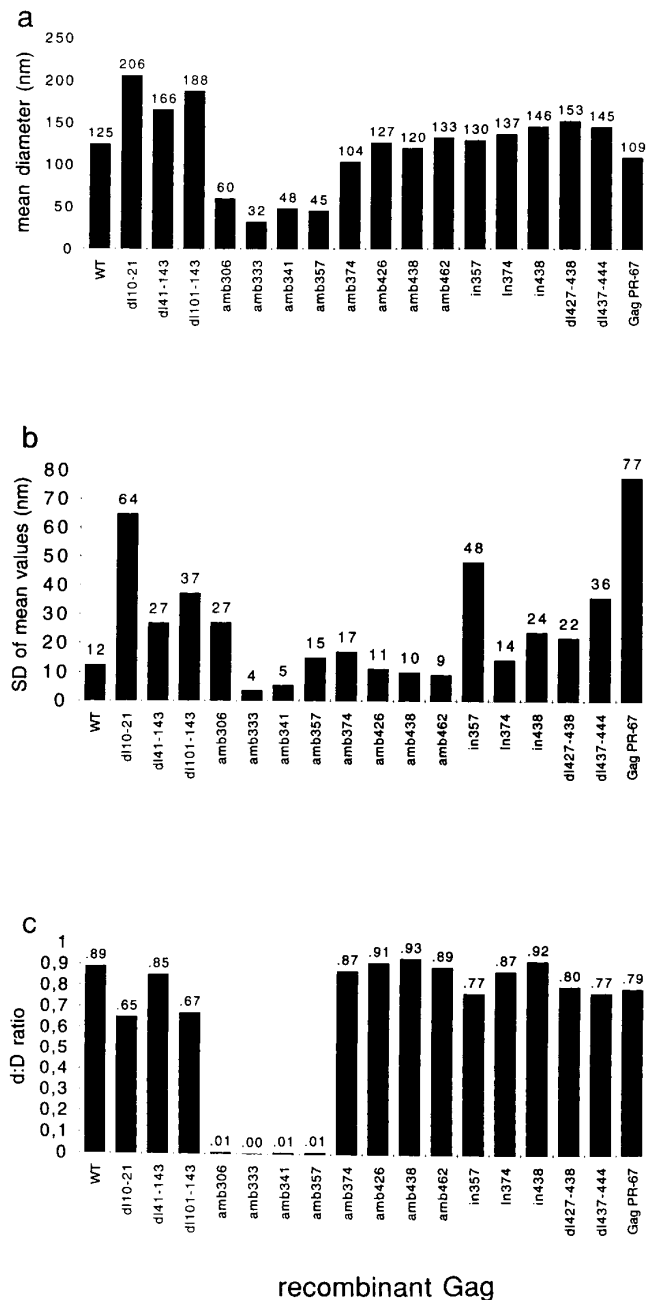 a
mean diameter (nm)
250
200
150
100
50
0
125
206
166
188
60
32
48
45
104
127
120
133
130
137
146
153
145
109
WT
dl10-21
dl41-143
dl101-143
amb306
amb333
amb341
amb357
amb374
amb426
amb438
amb462
in357
In374
in438
dl427-438
dl437-444
Gag PR-67
b
SD of mean values (nm)
80
70
60
50
40
30
20
10
0
12
64
27
37
27
4
5
15
17
11
10
9
48
14
24
22
36
77
WT
dl10-21
dl41-143
dl101-143
amb306
amb333
amb341
amb357
amb374
amb426
amb438
amb462
in357
In374
in438
dl427-438
dl437-444
Gag PR-67
c
d:D ratio
1
0,9
0,8
0,7
0,6
0,5
0,4
0,3
0,2
0,1
0
.89
.65
.85
.67
.01
.00
.01
.01
.87
.91
.93
.89
.77
.87
.92
.80
.77
.79
WT
dl10-21
dl41-143
dl101-143
amb306
amb333
amb341
amb357
amb374
amb426
amb438
amb462
in357
In374
in438
dl427-438
dl437-444
Gag PR-67
recombinant Gag